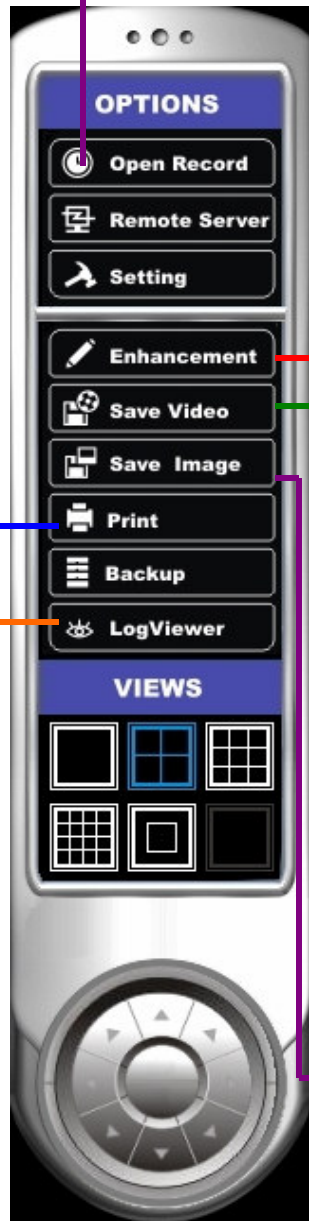 OPTIONS
Open Record
Remote Server
Setting
Enhancement
Save Video
Save Image
Print
Backup
LogViewer
VIEWS